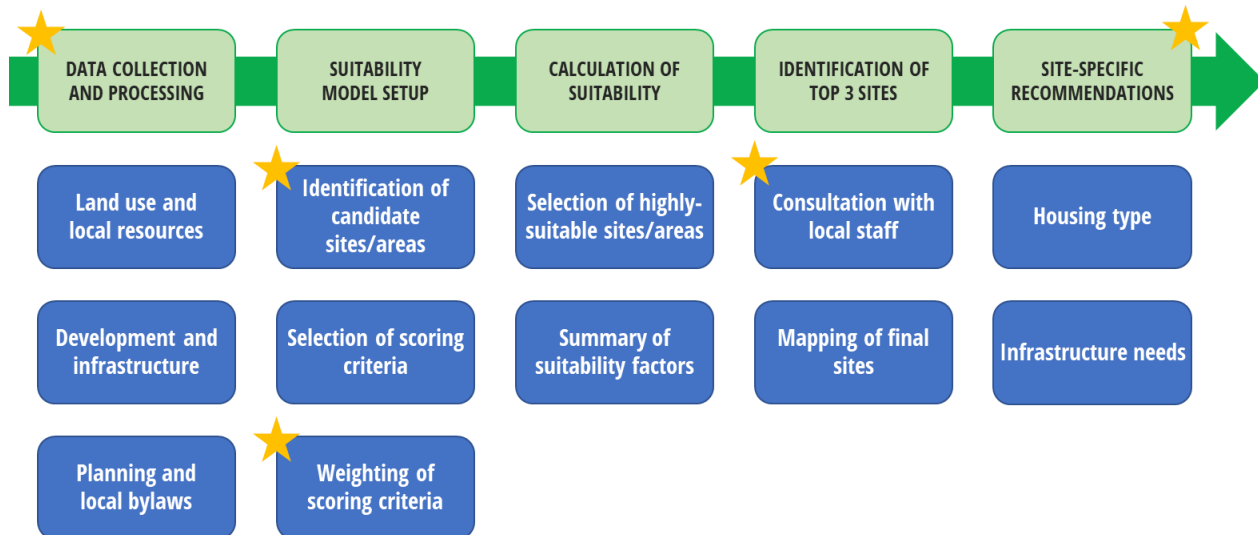 DATA COLLECTION
AND PROCESSING
SUITABILITY
MODEL SETUP
CALCULATION OF
SUITABILITY
IDENTIFICATION OF
TOP 3 SITES
SITE-SPECIFIC
RECOMMENDATIONS
Land use and
local resources
Identification of
candidate
sites/areas
Selection of highly-
suitable sites/areas
Consultation with
local staff
Housing type
Development and
infrastructure
Selection of scoring
criteria
Summary of
suitability factors
Mapping of final
sites
Infrastructure needs
Planning and
local bylaws
Weighting of
scoring criteria